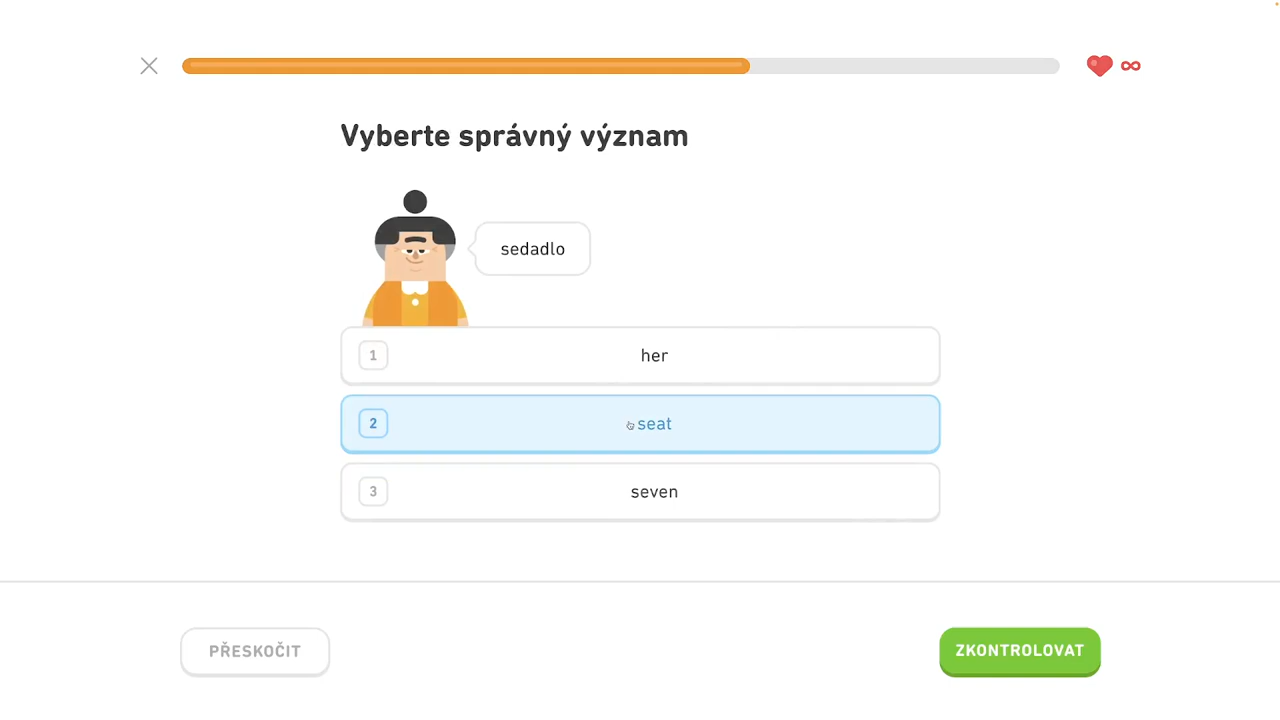 Vyberte správný význam
sedadlo
1 her
2 seat
3 seven
PŘESKOČIT
ZKONTROLOVAT